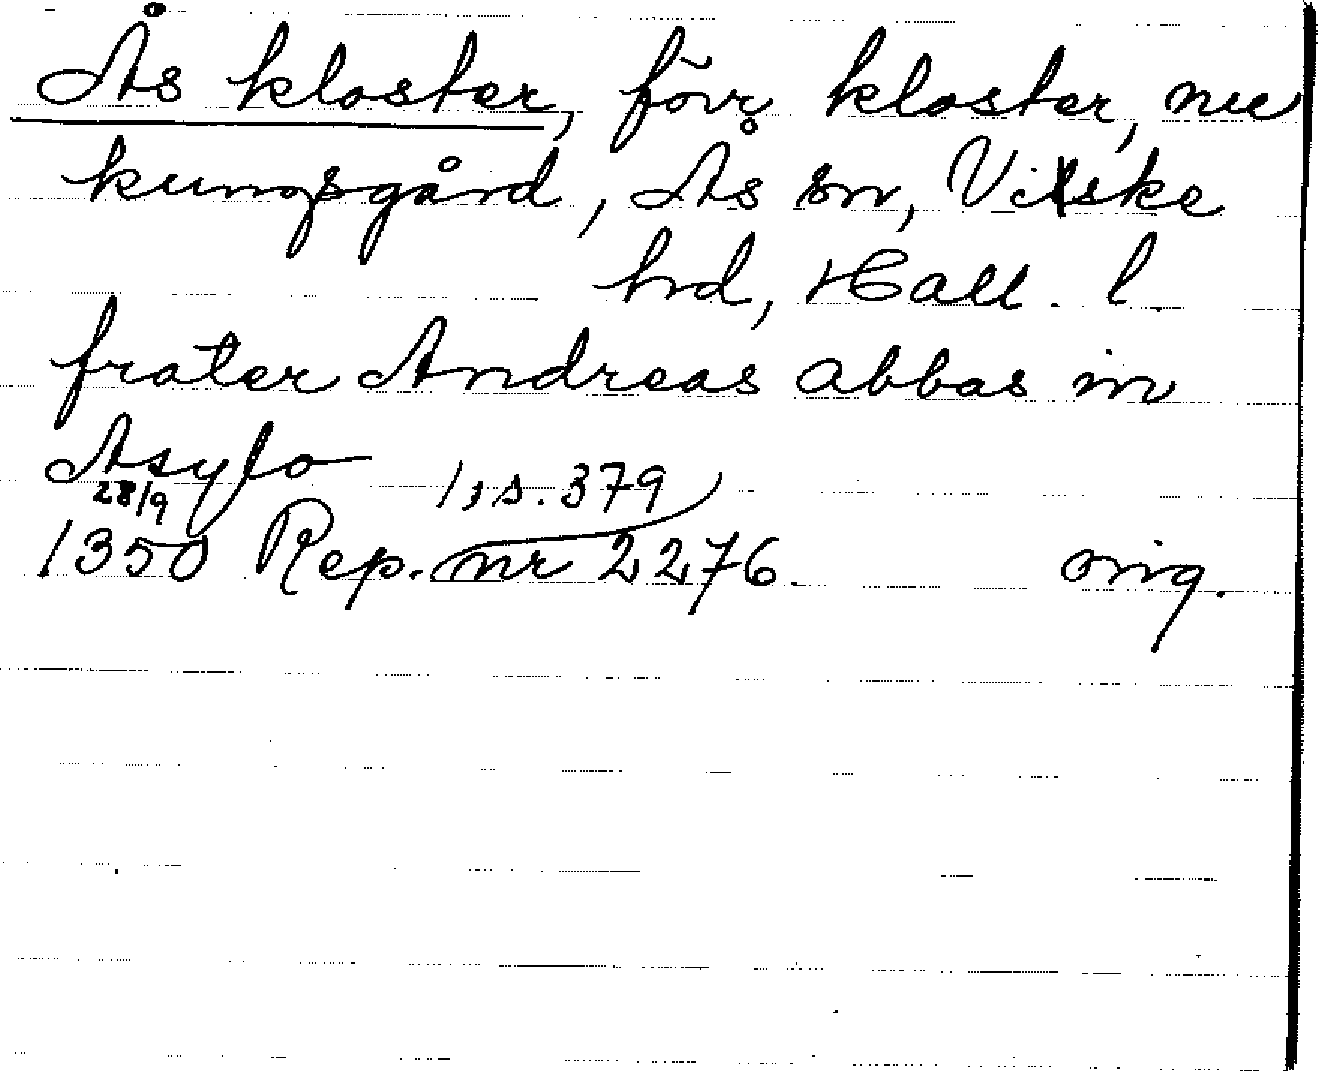 Ås kloster, förr kloster, nu
kungsgård, Ås sn, Viske
hd, Hall. l
frater Andreas abbas in
Asylo
28/9 1, s. 379
1350 Rep. nr 2276. orig.